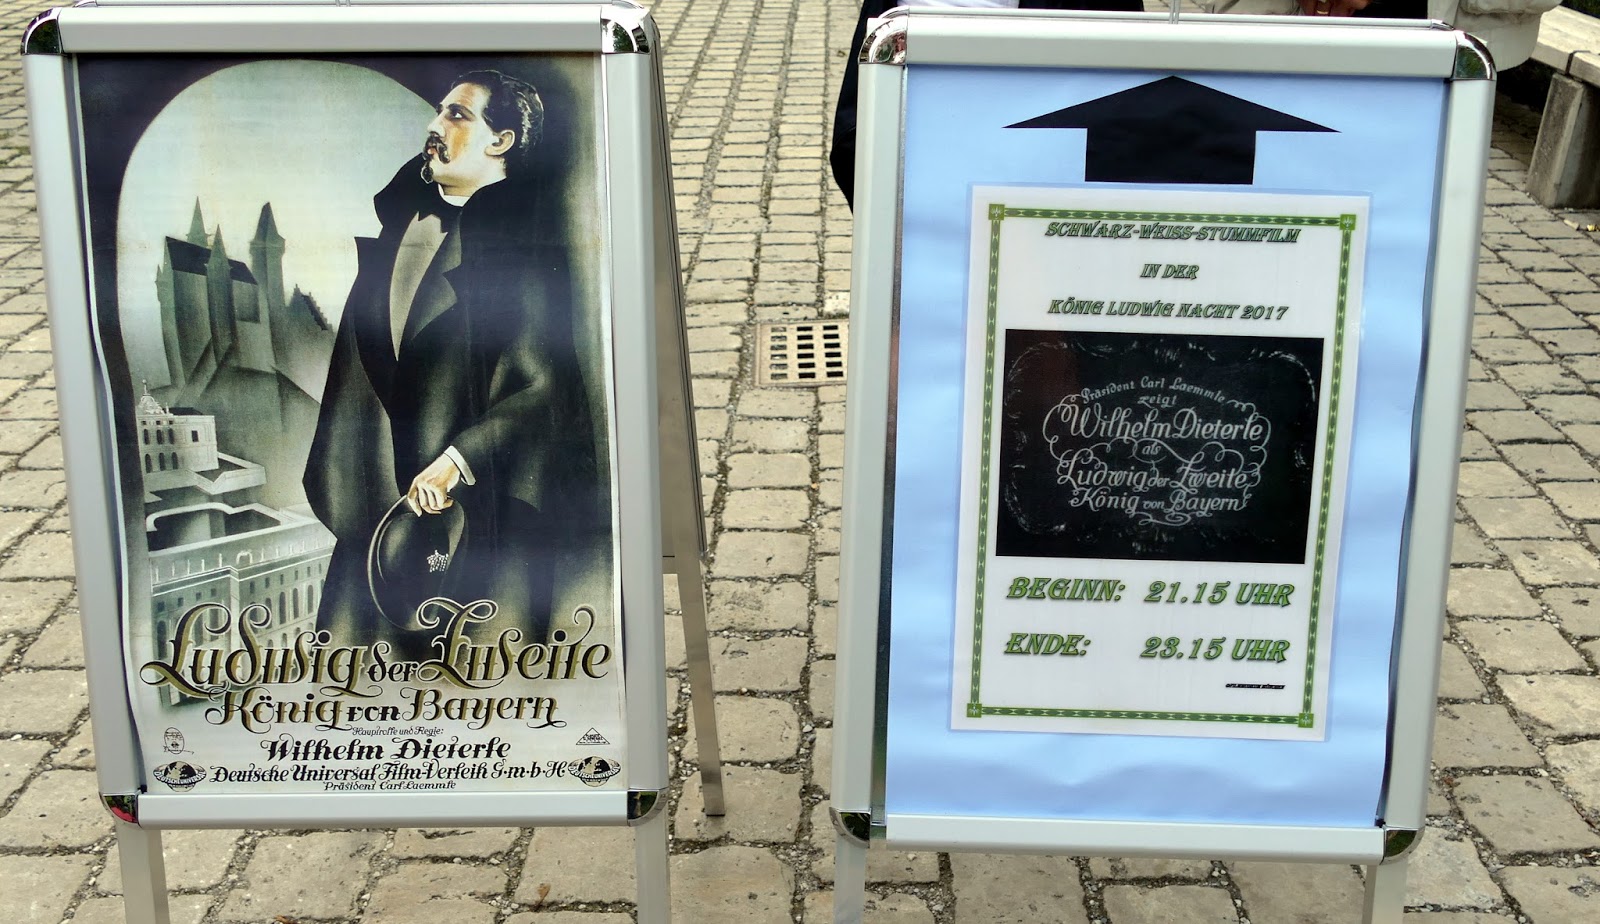 Ludwig der Zweite
König von Bayern
Hauptrolle und Regie:
Wilhelm Dieterle
Deutsche Universal Film-Verleih G·m·b·H
Präsident Carl Laemmle
SCHWARZ-WEISS-STUMMFILM
IN DER
KÖNIG LUDWIG NACHT 2017
Präsident Carl Laemmle
zeigt
Wilhelm Dieterle
als
Ludwig der Zweite
König von Bayern
BEGINN: 21.15 UHR
ENDE: 23.15 UHR